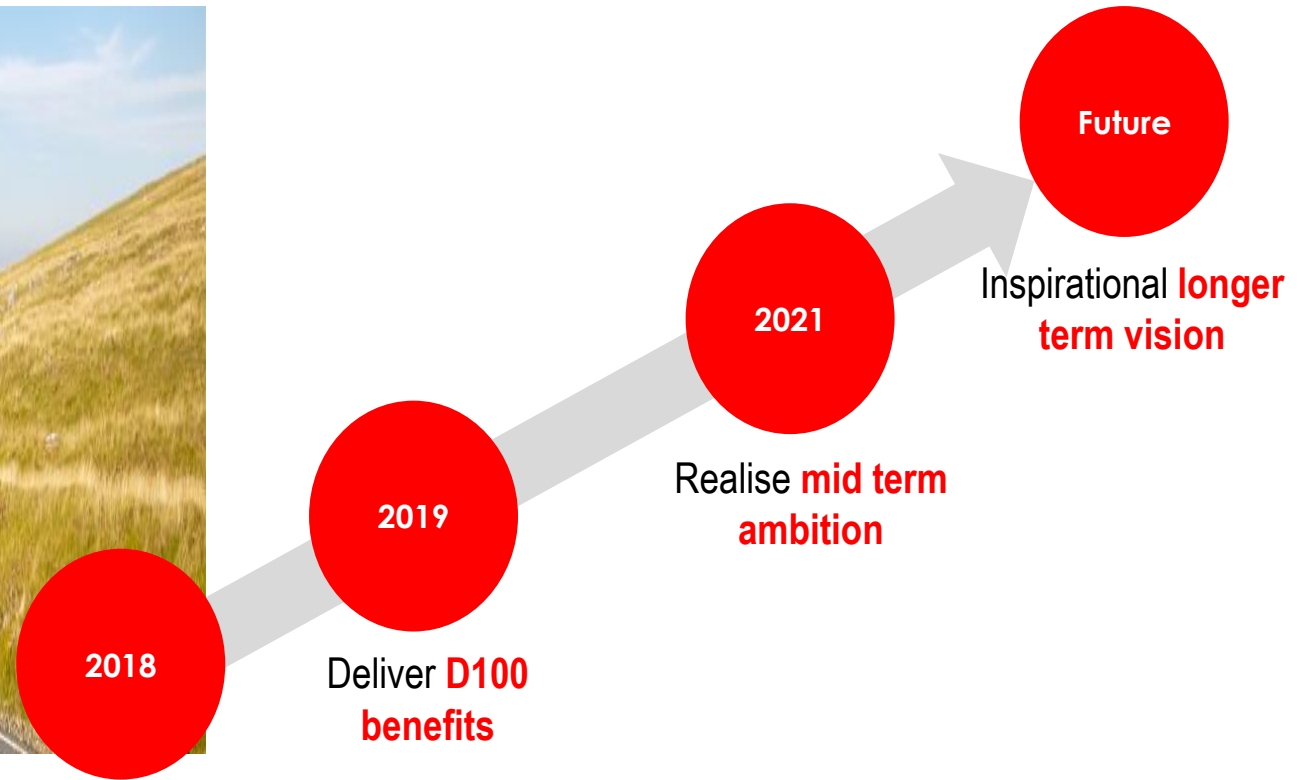 Future
Inspirational longer
term vision
2021
Realise mid term
ambition
2019
Deliver D100
benefits
2018